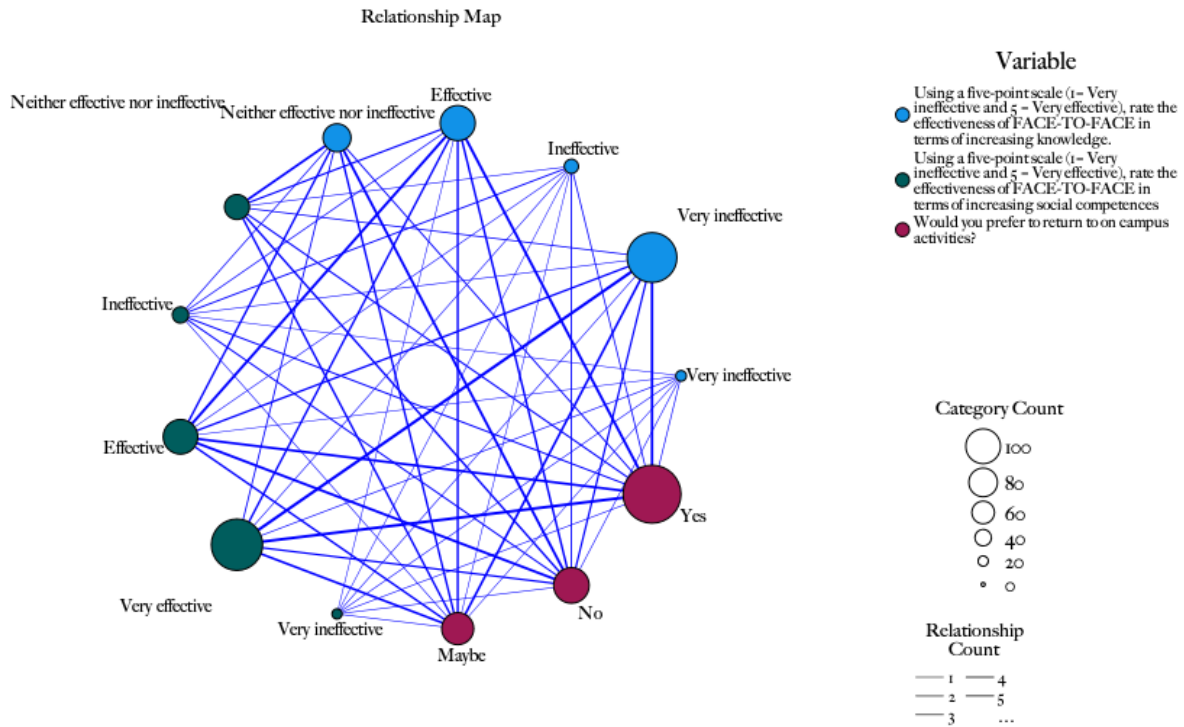 Relationship Map
Neither effective nor ineffective
Neither effective nor ineffective
Effective
Ineffective
Very ineffective
Very ineffective
Ineffective
Effective
Very effective
Very ineffective
Maybe
No
Yes
Variable
Using a five-point scale (1= Very
ineffective and 5 = Very effective), rate the
effectiveness of FACE-TO-FACE in
terms of increasing knowledge.
Using a five-point scale (1= Very
ineffective and 5 = Very effective), rate the
effectiveness of FACE-TO-FACE in
terms of increasing social competences
Would you prefer to return to on campus
activities?
Category Count
100
80
60
40
20
0
Relationship
Count
1 4
2 5
3 ...